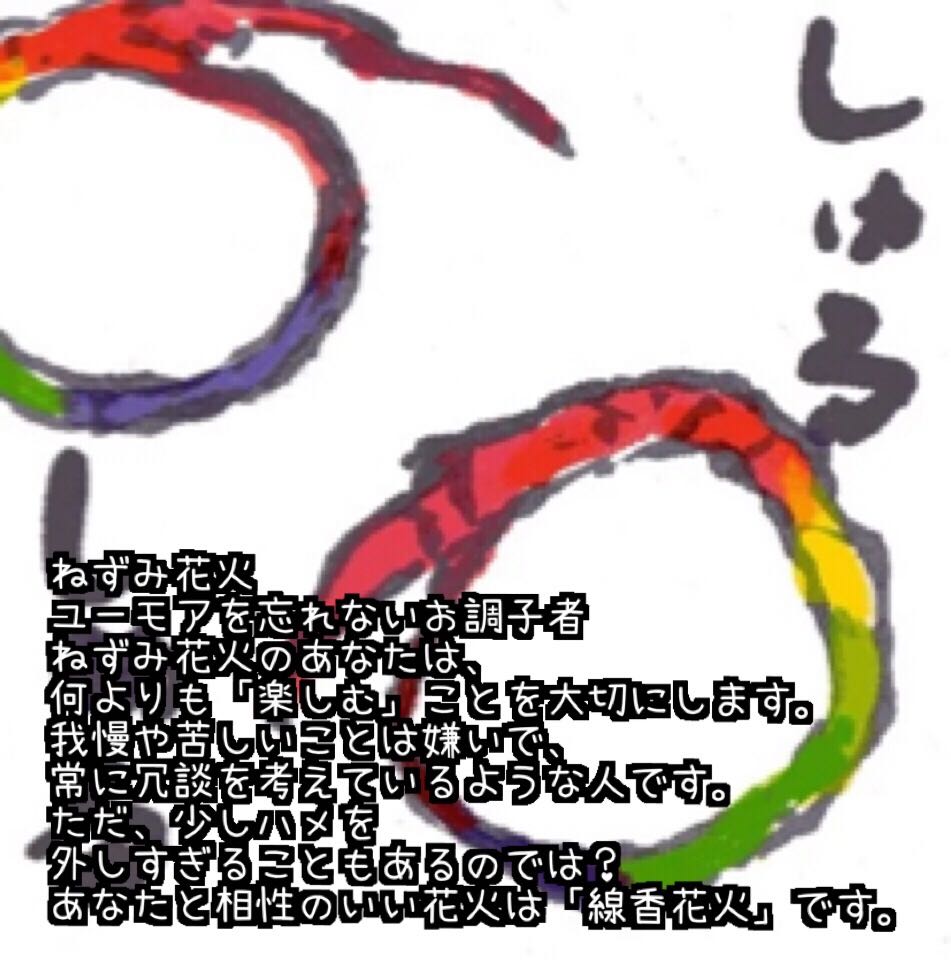 しゅる
しゅる
ねずみ花火
ユーモアを忘れないお調子者
ねずみ花火のあなたは、
何よりも「楽しむ」ことを大切にします。
我慢や苦しいことは嫌いで、
常に冗談を考えているような人です。
ただ、少しハメを
外しすぎることもあるのでは？
あなたと相性のいい花火は「線香花火」です。